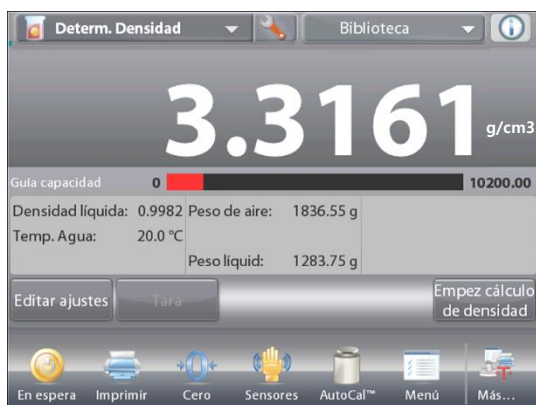 Determ. Densidad Biblioteca
3.3161 g/cm3
Guía capacidad 0 10200.00
Densidad líquida: 0.9982 Peso de aire: 1836.55 g
Temp. Agua: 20.0 °C
Peso líquid: 1283.75 g
Editar ajustes Tara Empez cálculo
de densidad
En espera Imprimir Cero Sensores AutoCal™ Menú Más...